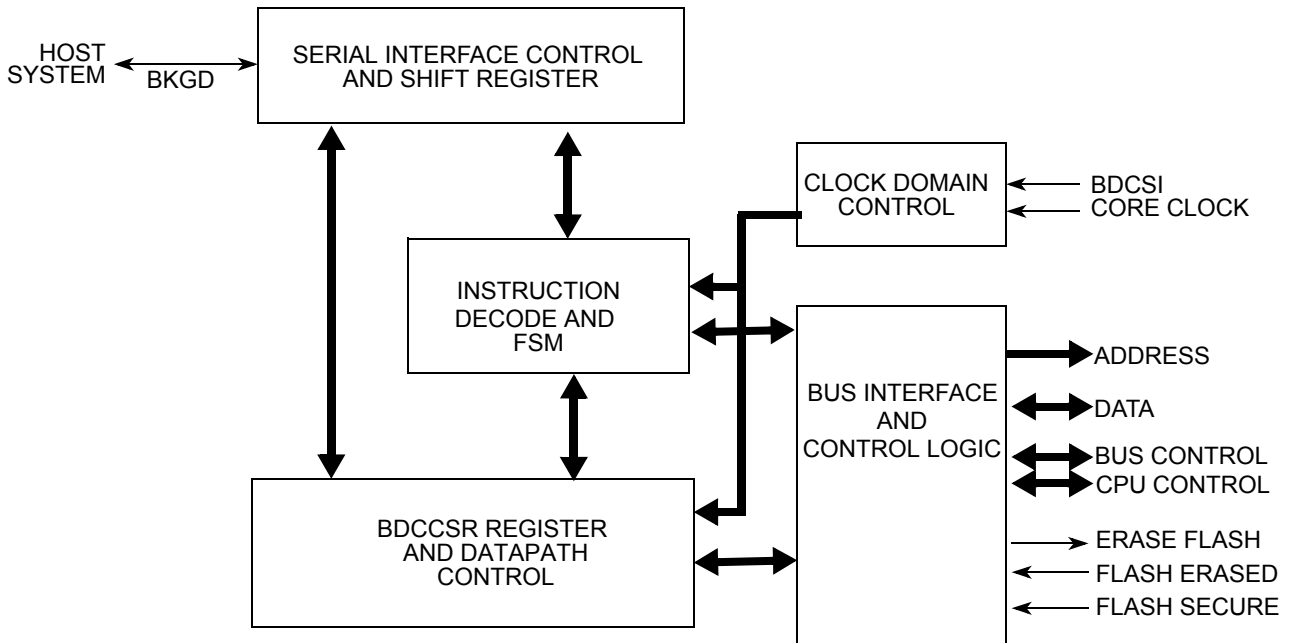 HOST
SYSTEM
BKGD
SERIAL INTERFACE CONTROL
AND SHIFT REGISTER
CLOCK DOMAIN
CONTROL
BDCSI
CORE CLOCK
INSTRUCTION
DECODE AND
FSM
BUS INTERFACE
AND
CONTROL LOGIC
ADDRESS
DATA
BUS CONTROL
CPU CONTROL
ERASE FLASH
FLASH ERASED
FLASH SECURE
BDCCSR REGISTER
AND DATAPATH
CONTROL